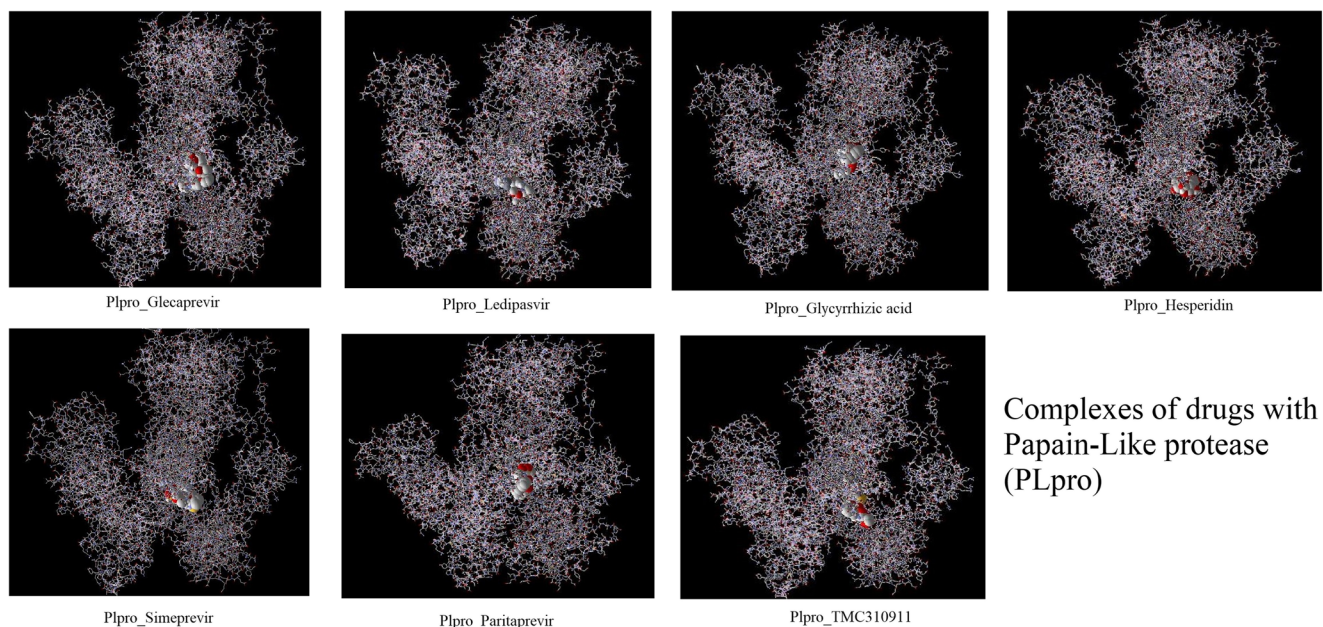 Plpro_Glecaprevir
Plpro_Ledipasvir
Plpro_Glycyrrhizic acid
Plpro_Hesperidin
Plpro_Simeprevir
Plpro_Paritaprevir
Plpro_TMC310911
Complexes of drugs with
Papain-Like protease
(PLpro)